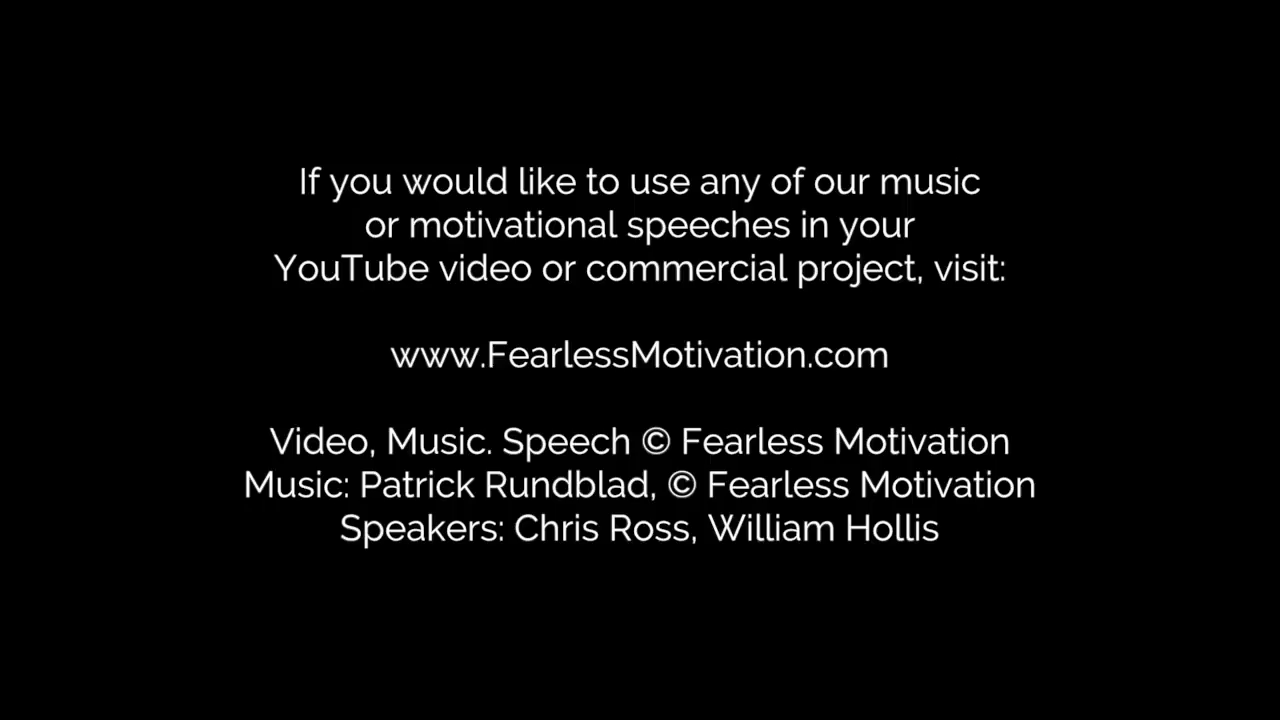 If you would like to use any of our music
or motivational speeches in your
YouTube video or commercial project, visit:
www.FearlessMotivation.com
Video, Music. Speech © Fearless Motivation
Music: Patrick Rundblad, © Fearless Motivation
Speakers: Chris Ross, William Hollis